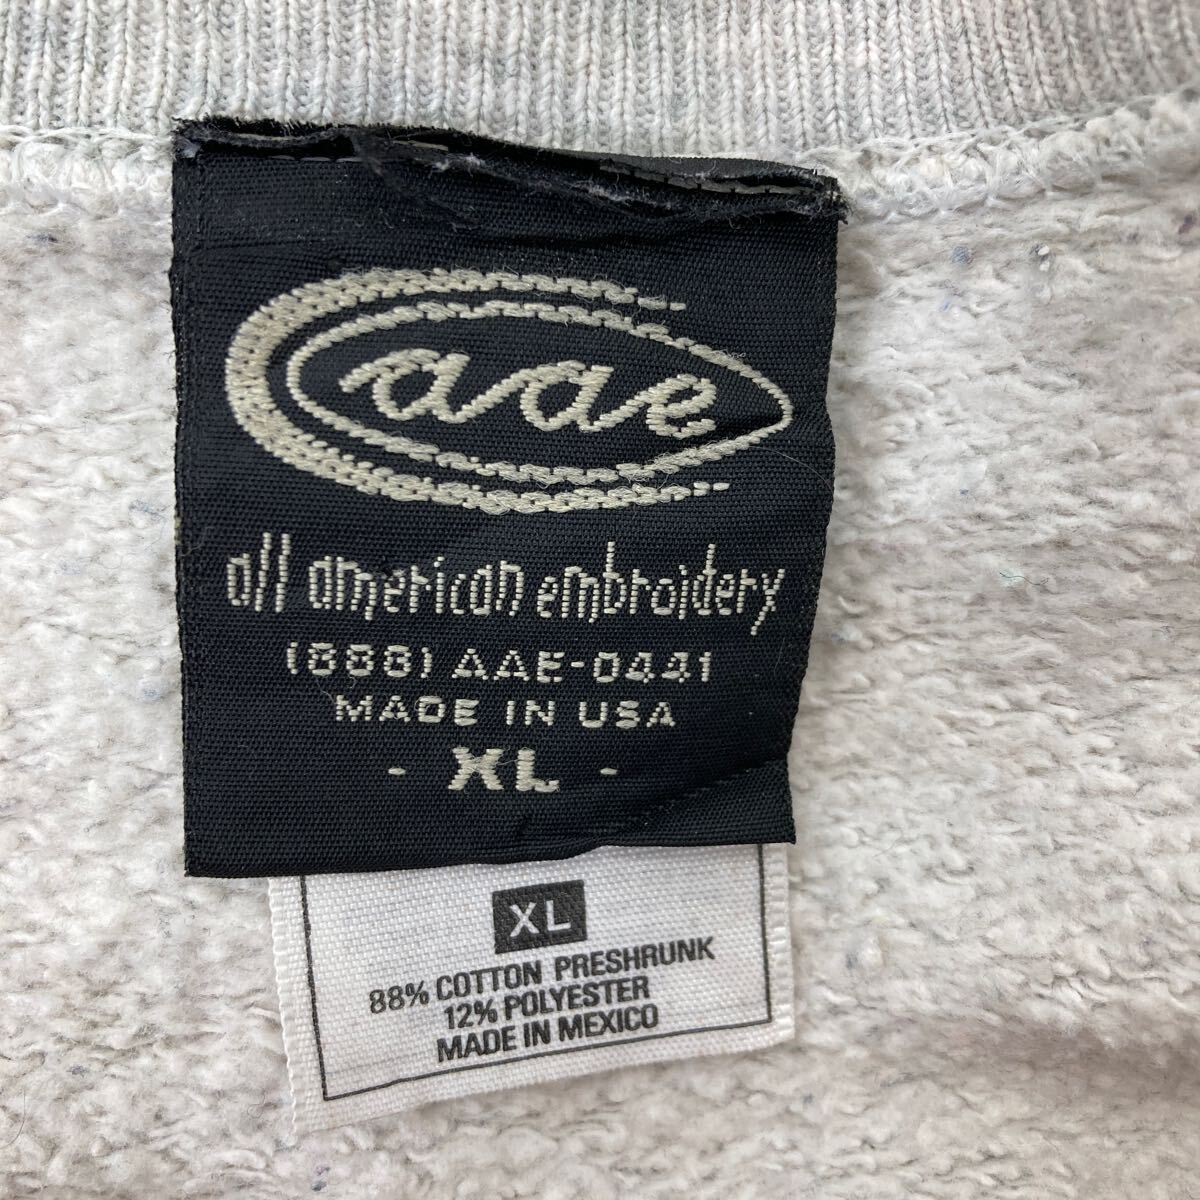 aae
all american embroidery
(888) AAE-0441
MADE IN USA
- XL -
XL
88% COTTON PRESHRUNK
12% POLYESTER
MADE IN MEXICO